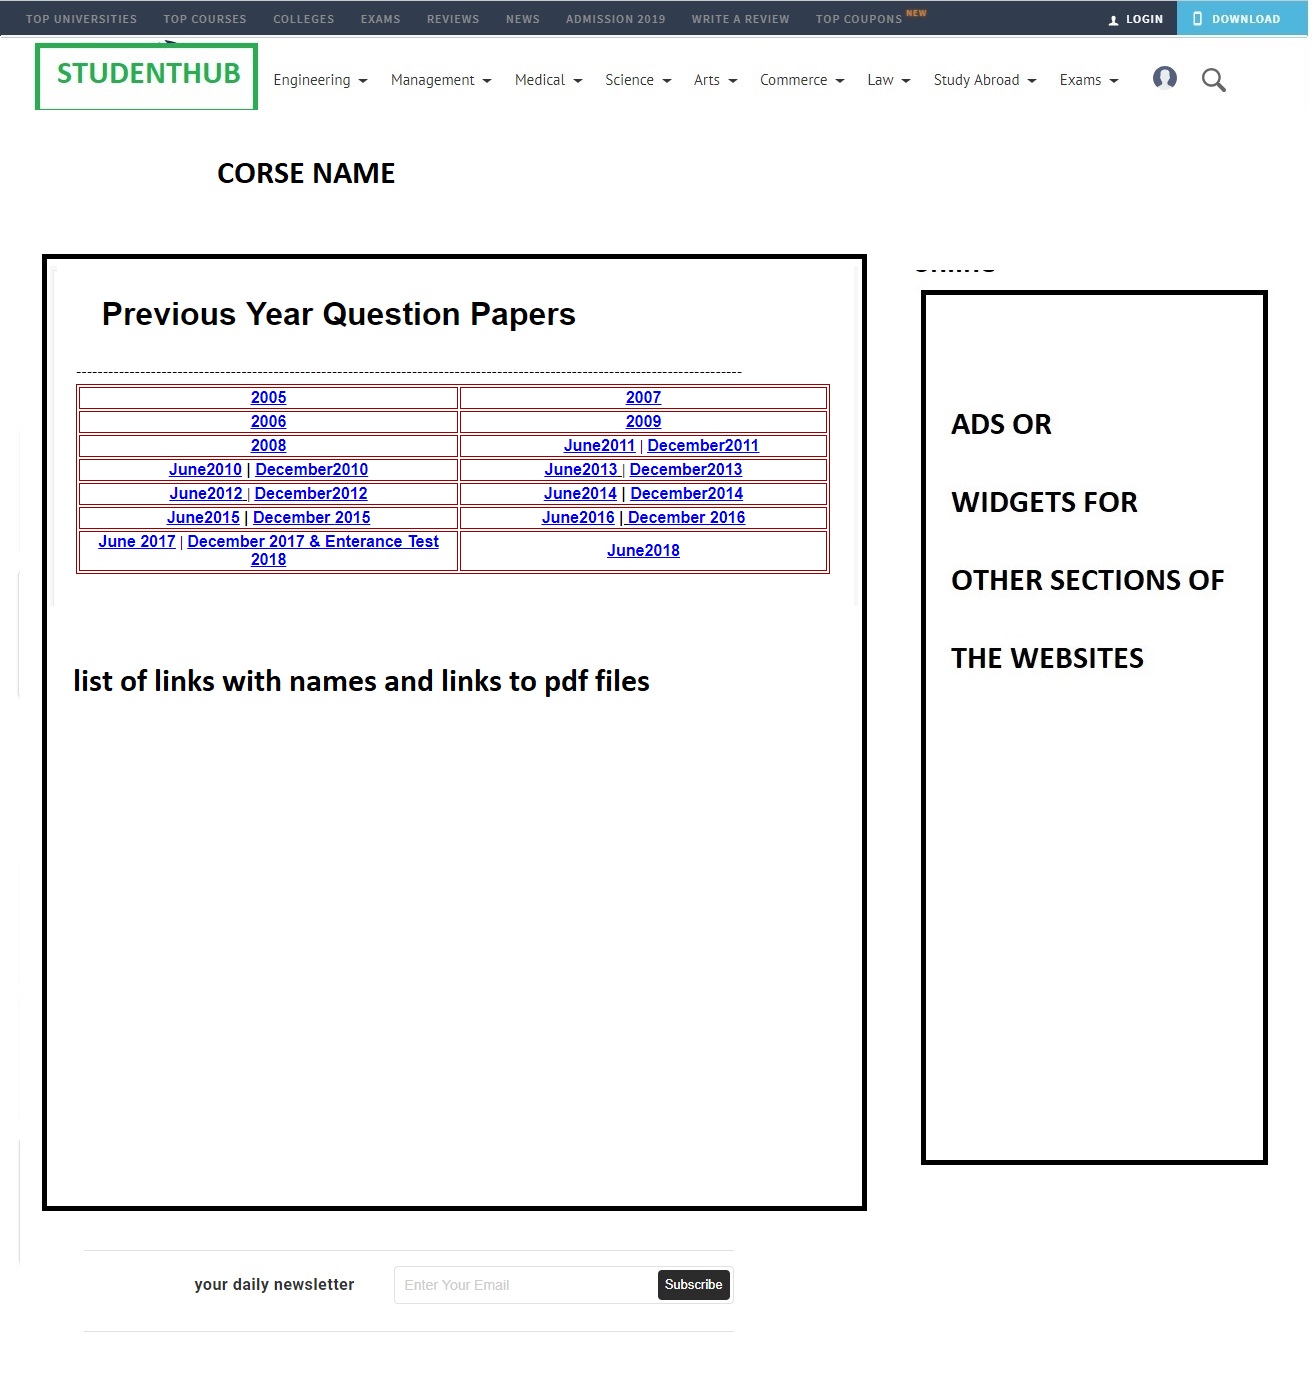 TOP UNIVERSITIES TOP COURSES COLLEGES EXAMS REVIEWS NEWS ADMISSION 2019 WRITE A REVIEW TOP COUPONS NEW LOGIN DOWNLOAD
STUDENTHUB Engineering Management Medical Science Arts Commerce Law Study Abroad Exams
CORSE NAME
Previous Year Question Papers
--------------------------------------------------------------------------------------------------------------------------------
2005 2007
2006 2009
2008 June2011 | December2011
June2010 | December2010 June2013 | December2013
June2012 | December2012 June2014 | December2014
June2015 | December 2015 June2016 | December 2016
June 2017 | December 2017 & Enterance Test
2018 June2018
list of links with names and links to pdf files
ADS OR
WIDGETS FOR
OTHER SECTIONS OF
THE WEBSITES
your daily newsletter Enter Your Email Subscribe